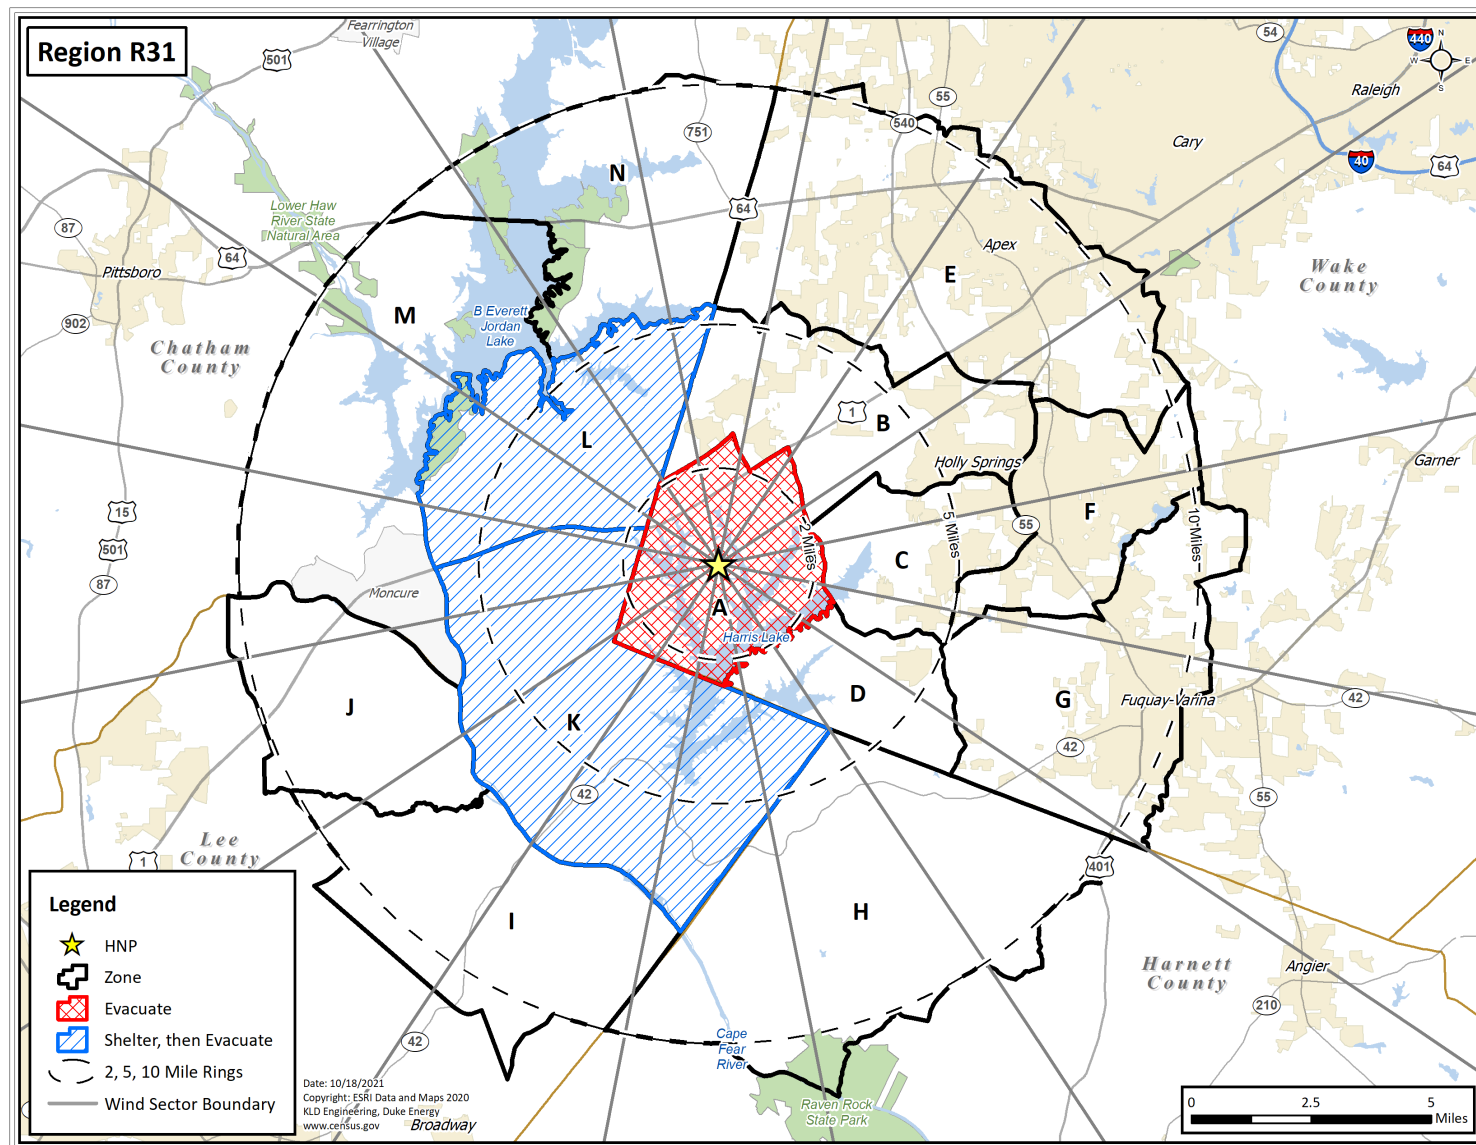 Region R31
Fearrington
Village
501
54
440
N
W
E
S
Raleigh
55
540
751
Cary
40
64
N
Lower Haw
River State
Natural Area
87
64
64
Apex
Pittsboro
E
Wake
County
M
B Everett
Jordan
Lake
902
Chatham
County
1
B
L
Holly Springs
Garner
15
5 Miles
55
F
10 Miles
2 Miles
501
C
87
Moncure
A
Harris Lake
J
K
D
G
Fuquay-Varina
42
42
42
55
Lee
County
1
401
I
H
Harnett
County
Angier
210
Cape
Fear
River
42
Raven Rock
State Park
Broadway
Legend
HNP
Zone
Evacuate
Shelter, then Evacuate
2, 5, 10 Mile Rings
Wind Sector Boundary
Date: 10/18/2021
Copyright: ESRI Data and Maps 2020
KLD Engineering, Duke Energy
www.census.gov
0
2.5
5
Miles